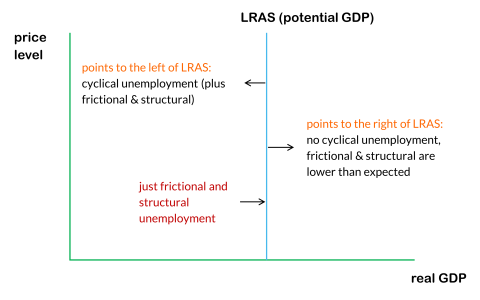 LRAS (potential GDP)
price
level
points to the left of LRAS:
cyclical unemployment (plus
frictional & structural)
points to the right of LRAS:
no cyclical unemployment,
frictional & structural are
lower than expected
just frictional and
structural
unemployment
real GDP